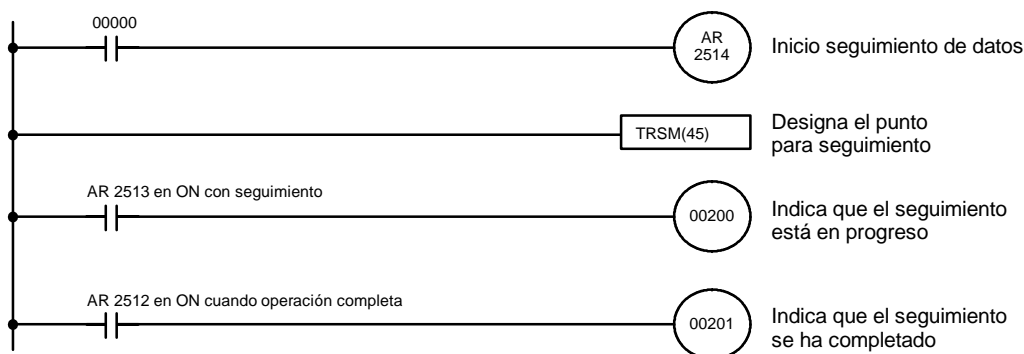 00000
AR
2514
Inicio seguimiento de datos
TRSM(45)
Designa el punto
para seguimiento
AR 2513 en ON con seguimiento
00200
Indica que el seguimiento
está en progreso
AR 2512 en ON cuando operación completa
00201
Indica que el seguimiento
se ha completado